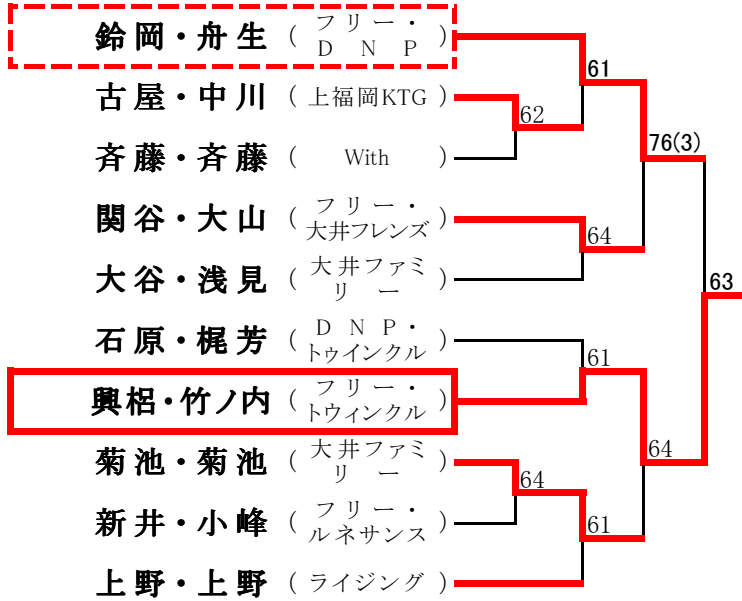 鈴岡・舟生 ( フリー・
DNP )
61
古屋・中川 ( 上福岡KTG )
62
76(3)
斉藤・斉藤 ( With )
関谷・大山 ( フリー・
大井フレンズ )
64
大谷・浅見 ( 大井ファミ
リー )
63
石原・梶芳 ( DNP・
トゥインクル )
61
興梠・竹ノ内 ( フリー・
トウィンクル )
64
菊池・菊池 ( 大井ファミ
リー )
64
新井・小峰 ( フリー・
ルネサンス )
61
上野・上野 ( ライジング )